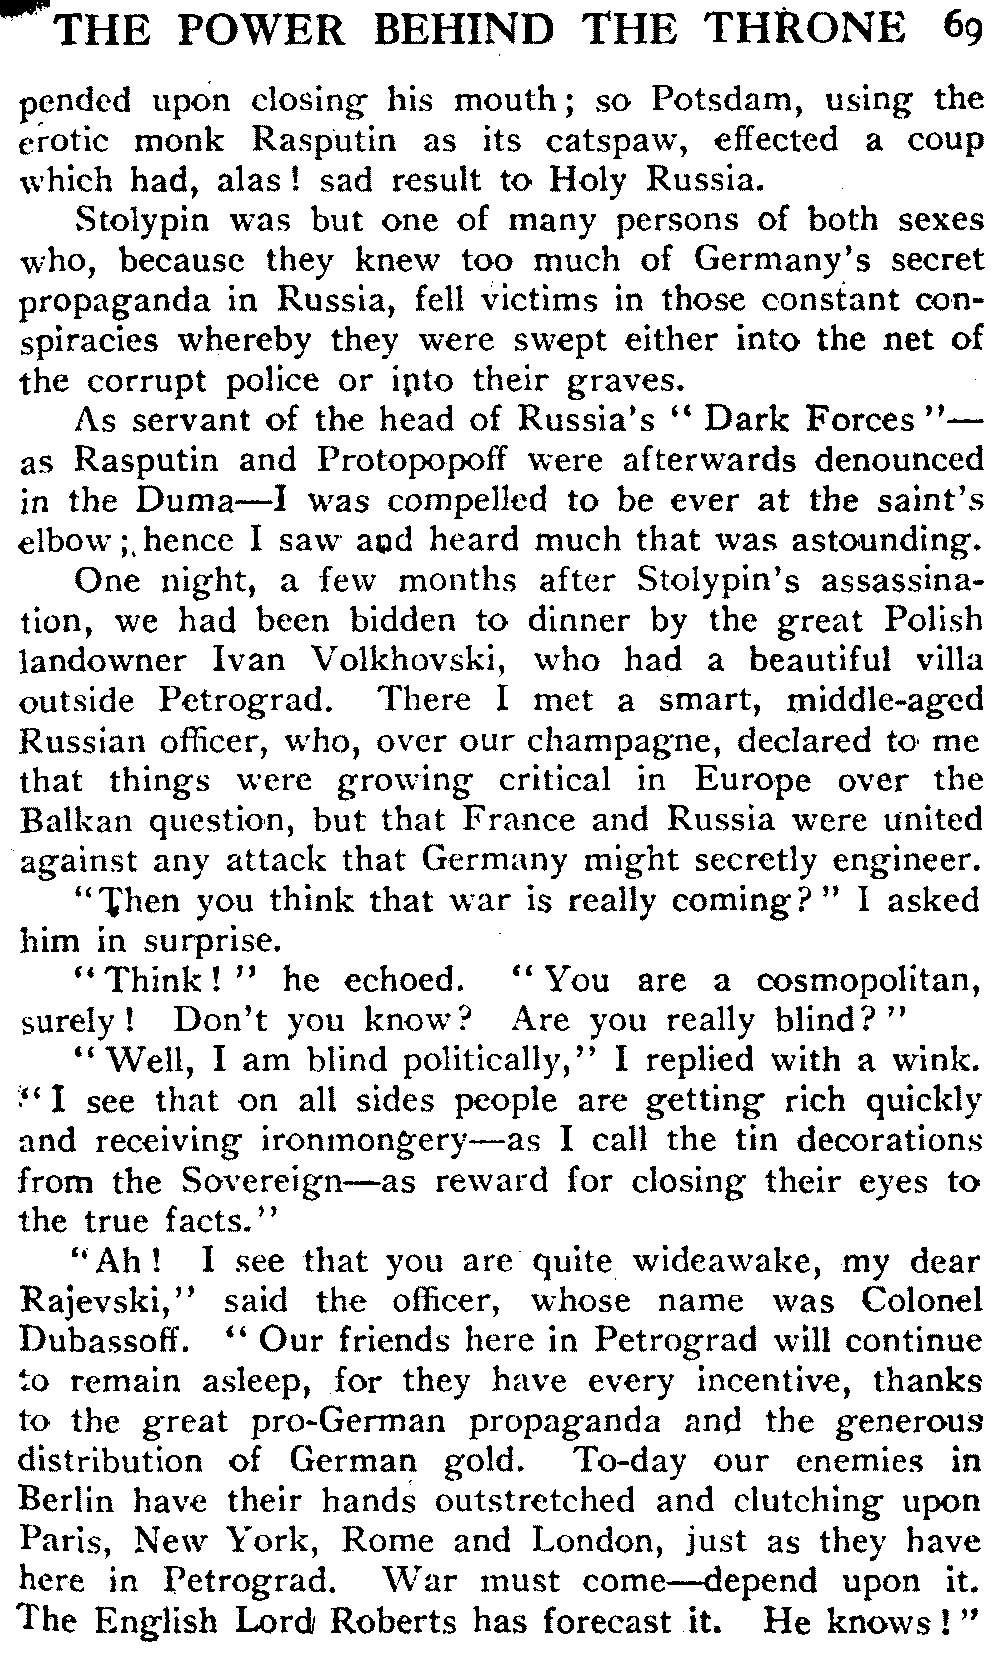 THE POWER BEHIND THE THRONE 69
pended upon closing his mouth; so Potsdam, using the
erotic monk Rasputin as its catspaw, effected a coup
which had, alas! sad result to Holy Russia.
Stolypin was but one of many persons of both sexes
who, because they knew too much of Germany's secret
propaganda in Russia, fell victims in those constant con-
spiracies whereby they were swept either into the net of
the corrupt police or into their graves.
As servant of the head of Russia's "Dark Forces"—
as Rasputin and Protopopoff were afterwards denounced
in the Duma—I was compelled to be ever at the saint's
elbow; hence I saw and heard much that was astounding.
One night, a few months after Stolypin's assassina-
tion, we had been bidden to dinner by the great Polish
landowner Ivan Volkhovski, who had a beautiful villa
outside Petrograd. There I met a smart, middle-aged
Russian officer, who, over our champagne, declared to me
that things were growing critical in Europe over the
Balkan question, but that France and Russia were united
against any attack that Germany might secretly engineer.
"Then you think that war is really coming?" I asked
him in surprise.
"Think!" he echoed. "You are a cosmopolitan,
surely! Don't you know? Are you really blind?"
"Well, I am blind politically," I replied with a wink.
"I see that on all sides people are getting rich quickly
and receiving ironmongery—as I call the tin decorations
from the Sovereign—as reward for closing their eyes to
the true facts."
"Ah! I see that you are quite wideawake, my dear
Rajevski," said the officer, whose name was Colonel
Dubassoff. "Our friends here in Petrograd will continue
to remain asleep, for they have every incentive, thanks
to the great pro-German propaganda and the generous
distribution of German gold. To-day our enemies in
Berlin have their hands outstretched and clutching upon
Paris, New York, Rome and London, just as they have
here in Petrograd. War must come—depend upon it.
The English Lord Roberts has forecast it. He knows!"